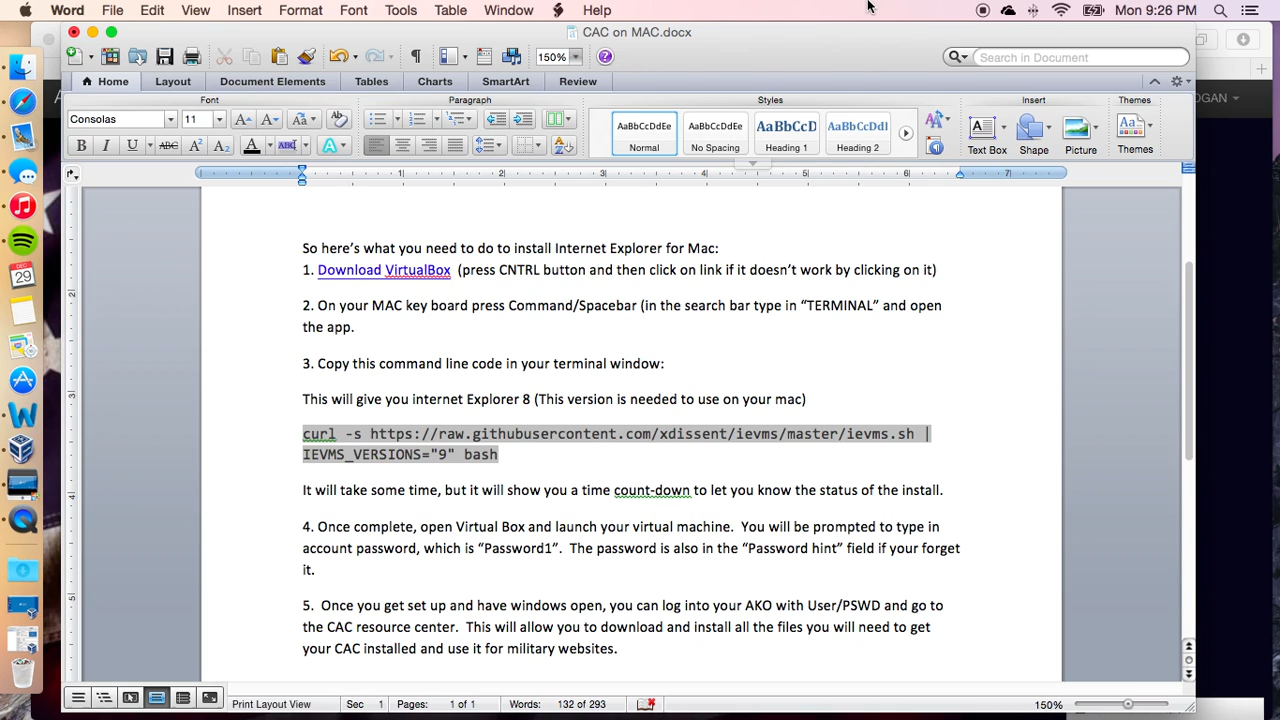 Word File Edit View Insert Format Font Tools Table Window Help Mon 9:26 PM
CAC on MAC.docx
150% Search in Document
Home Layout Document Elements Tables Charts SmartArt Review
OGAN
Font Paragraph Styles Insert Themes
Consolas 11
AaBbCcDdEe AaBbCcDdEe AaBbCcD AaBbCcDdI
Normal No Spacing Heading 1 Heading 2 Text Box Shape Picture Themes
DEC
29
1 2 3 4 5 6 7
So here’s what you need to do to install Internet Explorer for Mac:
1. Download VirtualBox (press CNTRL button and then click on link if it doesn’t work by clicking on it)
2. On your MAC key board press Command/Spacebar (in the search bar type in “TERMINAL” and open
the app.
3. Copy this command line code in your terminal window:
This will give you internet Explorer 8 (This version is needed to use on your mac)
curl -s https://raw.githubusercontent.com/xdissent/ievms/master/ievms.sh |
IEVMS_VERSIONS="9" bash
It will take some time, but it will show you a time count-down to let you know the status of the install.
4. Once complete, open Virtual Box and launch your virtual machine. You will be prompted to type in
account password, which is “Password1”. The password is also in the “Password hint” field if your forget
it.
5. Once you get set up and have windows open, you can log into your AKO with User/PSWD and go to
the CAC resource center. This will allow you to download and install all the files you will need to get
your CAC installed and use it for military websites.
Print Layout View Sec 1 Pages: 1 of 1 Words: 132 of 293 150%